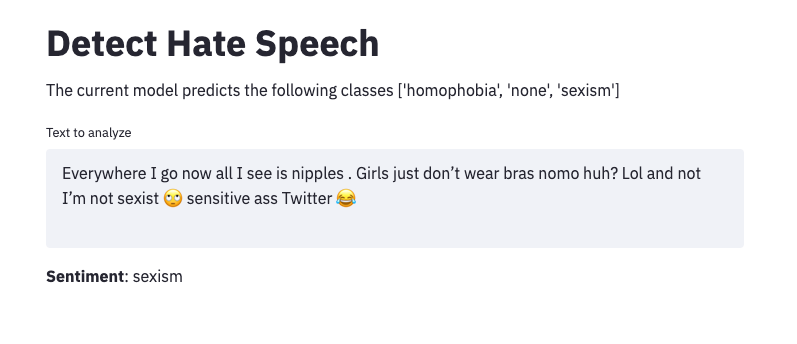 Detect Hate Speech
The current model predicts the following classes ['homophobia', 'none', 'sexism']
Text to analyze
Everywhere I go now all I see is nipples . Girls just don’t wear bras nomo huh? Lol and not
I’m not sexist 🙄 sensitive ass Twitter 😂
Sentiment: sexism